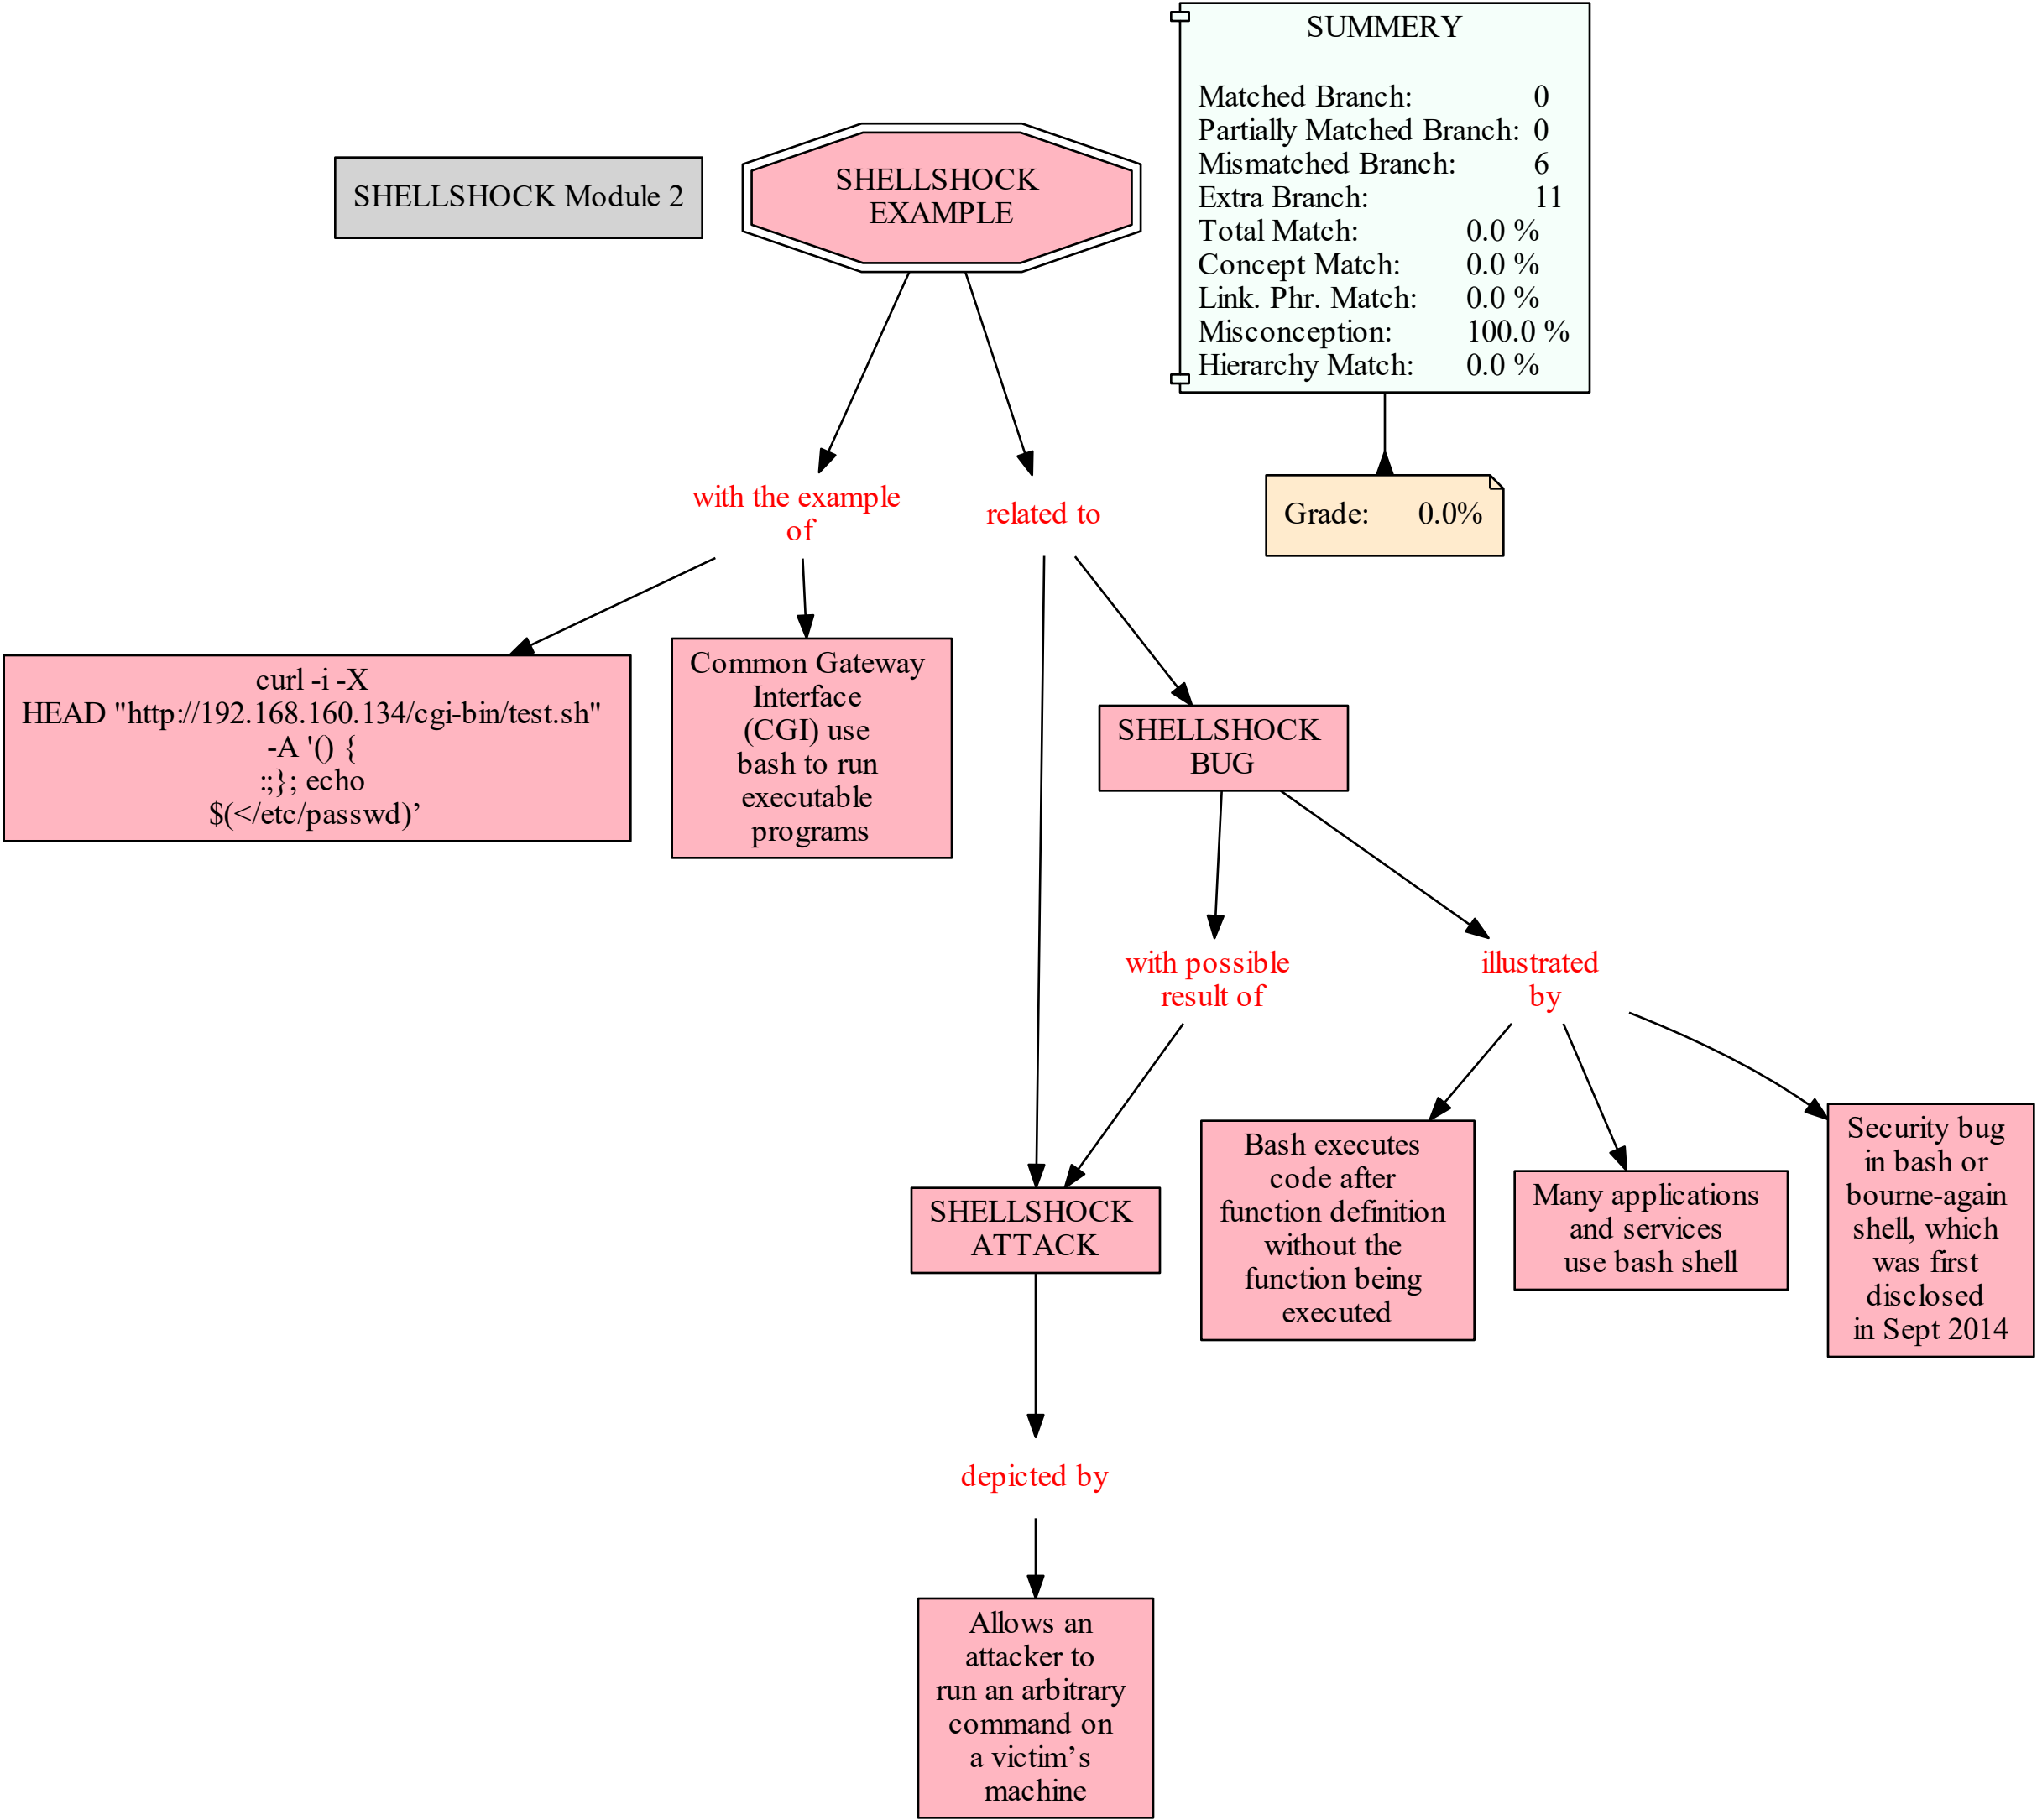 SHELLSHOCK Module 2
SHELLSHOCK
EXAMPLE
SUMMERY
Matched Branch: 0
Partially Matched Branch: 0
Mismatched Branch: 6
Extra Branch: 11
Total Match: 0.0 %
Concept Match: 0.0 %
Link. Phr. Match: 0.0 %
Misconception: 100.0 %
Hierarchy Match: 0.0 %
Grade: 0.0%
with the example
of
related to
curl -i -X
HEAD "http://192.168.160.134/cgi-bin/test.sh"
-A '() {
:;}; echo
$(</etc/passwd)’
Common Gateway
Interface
(CGI) use
bash to run
executable
programs
SHELLSHOCK
BUG
with possible
result of
illustrated
by
SHELLSHOCK
ATTACK
Bash executes
code after
function definition
without the
function being
executed
Many applications
and services
use bash shell
Security bug
in bash or
bourne-again
shell, which
was first
disclosed
in Sept 2014
depicted by
Allows an
attacker to
run an arbitrary
command on
a victim’s
machine